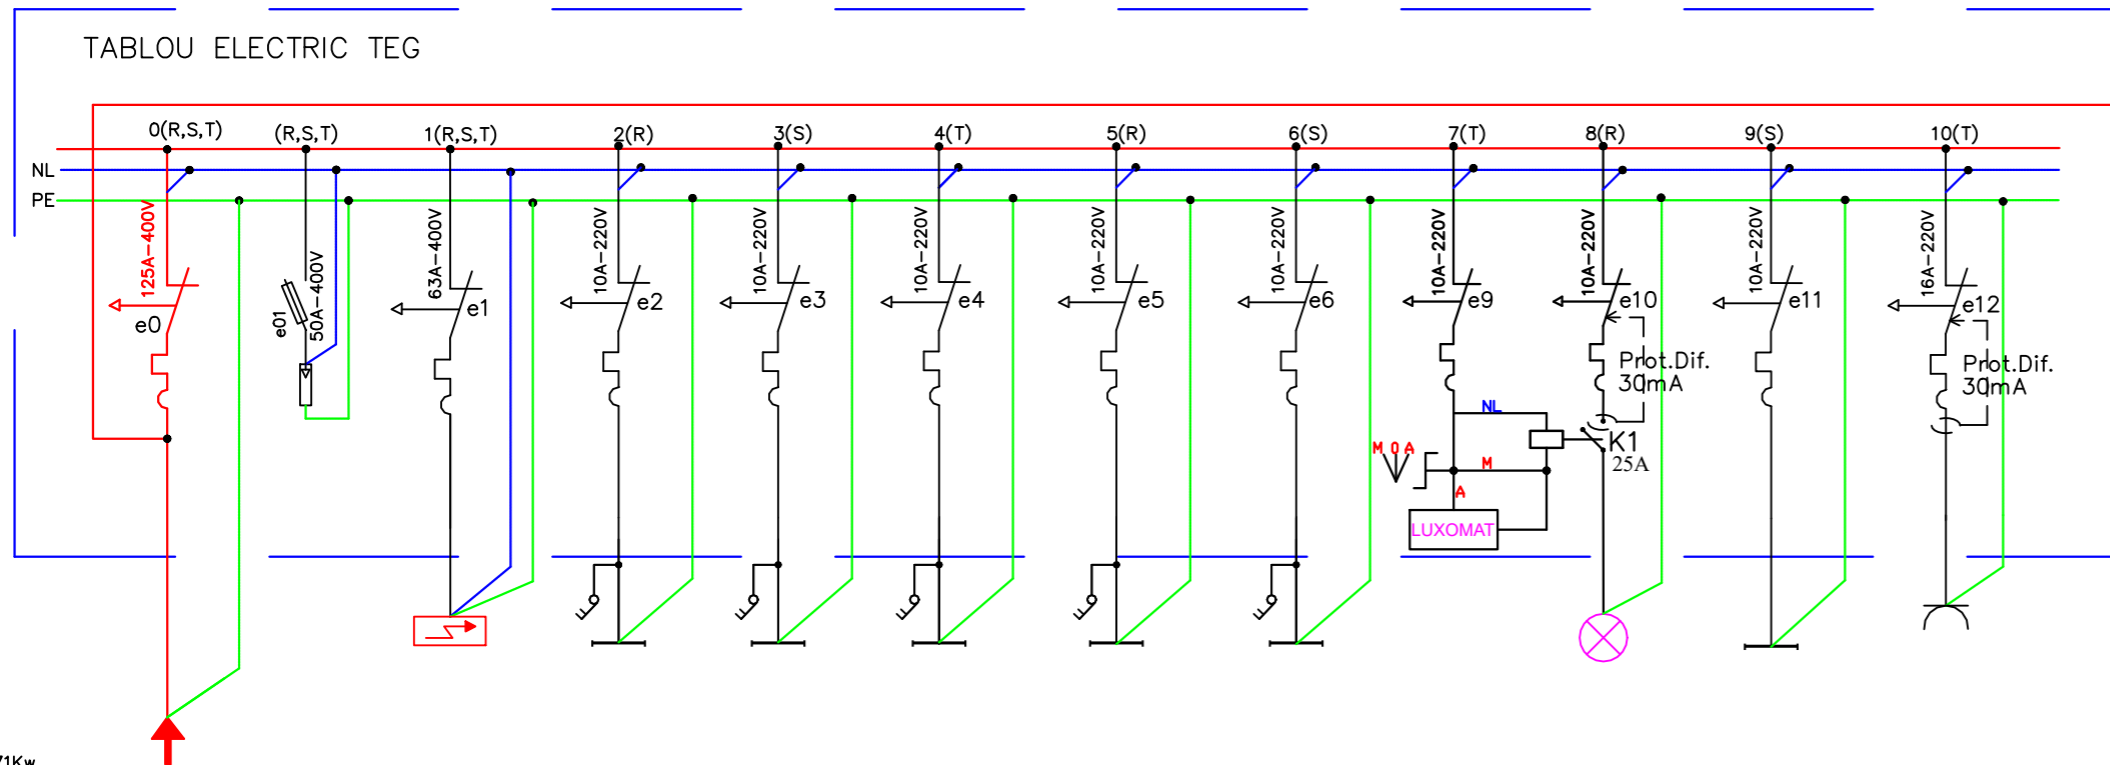 TABLOU ELECTRIC TEG
0(R,S,T)
(R,S,T)
1(R,S,T)
2(R)
3(S)
4(T)
5(R)
6(S)
7(T)
8(R)
9(S)
10(T)
NL
PE
125A-400V
e0
e01
50A-400V
63A-400V
e1
10A-220V
e2
10A-220V
e3
10A-220V
e4
10A-220V
e5
10A-220V
e6
10A-220V
e9
10A-220V
e10
10A-220V
e11
16A-220V
e12
Prot.Dif.
30mA
Prot.Dif.
30mA
NL
M 0 A
M
A
K1
25A
LUXOMAT
71Kw